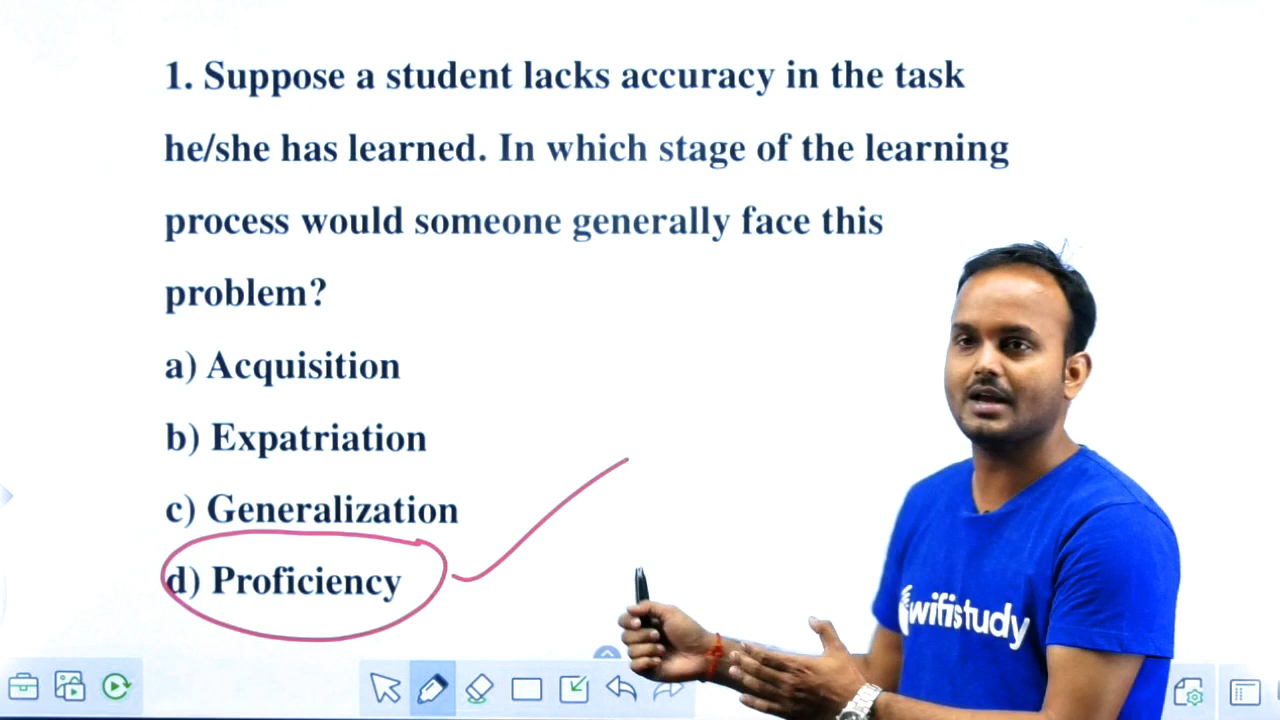 1. Suppose a student lacks accuracy in the task
he/she has learned. In which stage of the learning
process would someone generally face this
problem?
a) Acquisition
b) Expatriation
c) Generalization
d) Proficiency
wifistudy